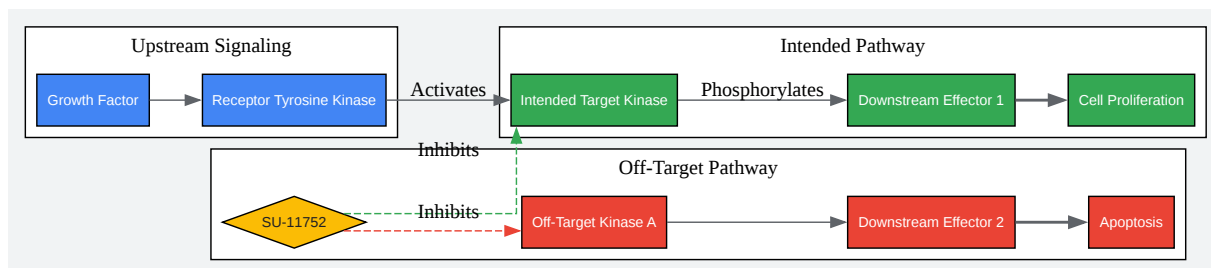 Upstream Signaling
Growth Factor
Receptor Tyrosine Kinase
Activates
Intended Pathway
Intended Target Kinase
Phosphorylates
Downstream Effector 1
Cell Proliferation
Inhibits
Off-Target Pathway
SU-11752
Inhibits
Off-Target Kinase A
Downstream Effector 2
Apoptosis